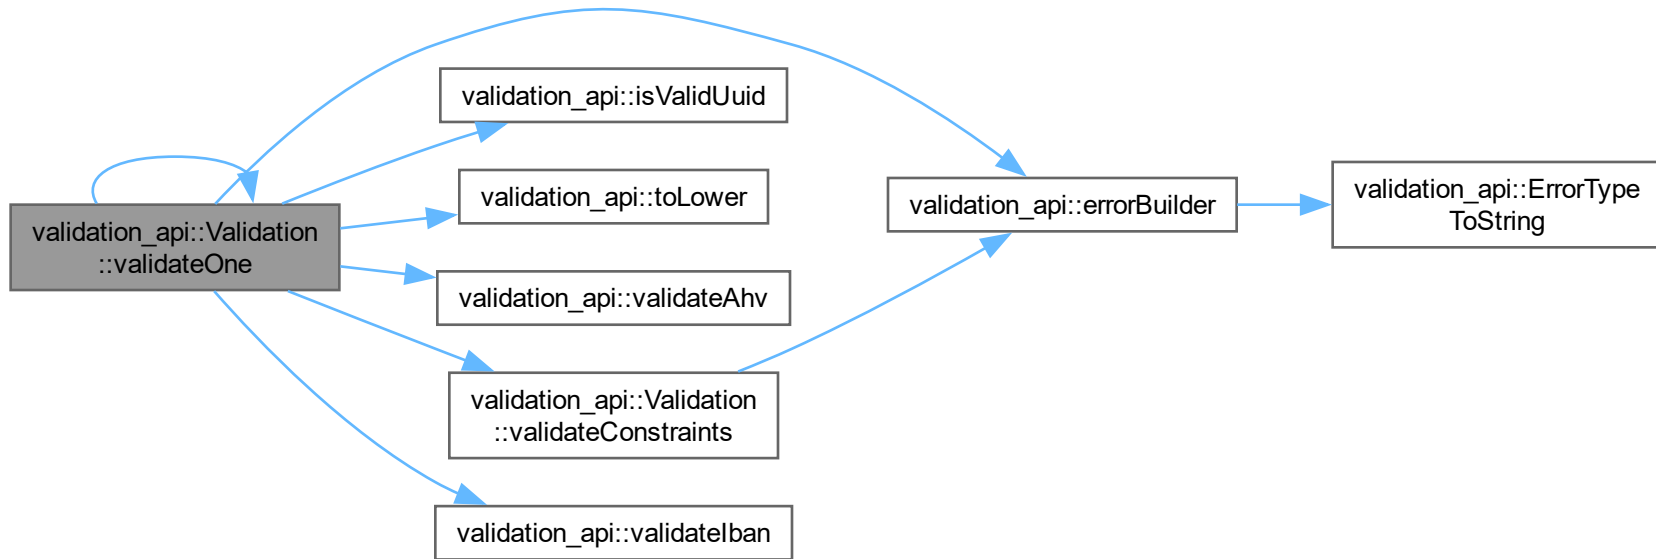 validation_api::Validation
::validateOne
validation_api::isValidUuid
validation_api::toLower
validation_api::validateAhv
validation_api::Validation
::validateConstraints
validation_api::validateIban
validation_api::errorBuilder
validation_api::ErrorType
ToString